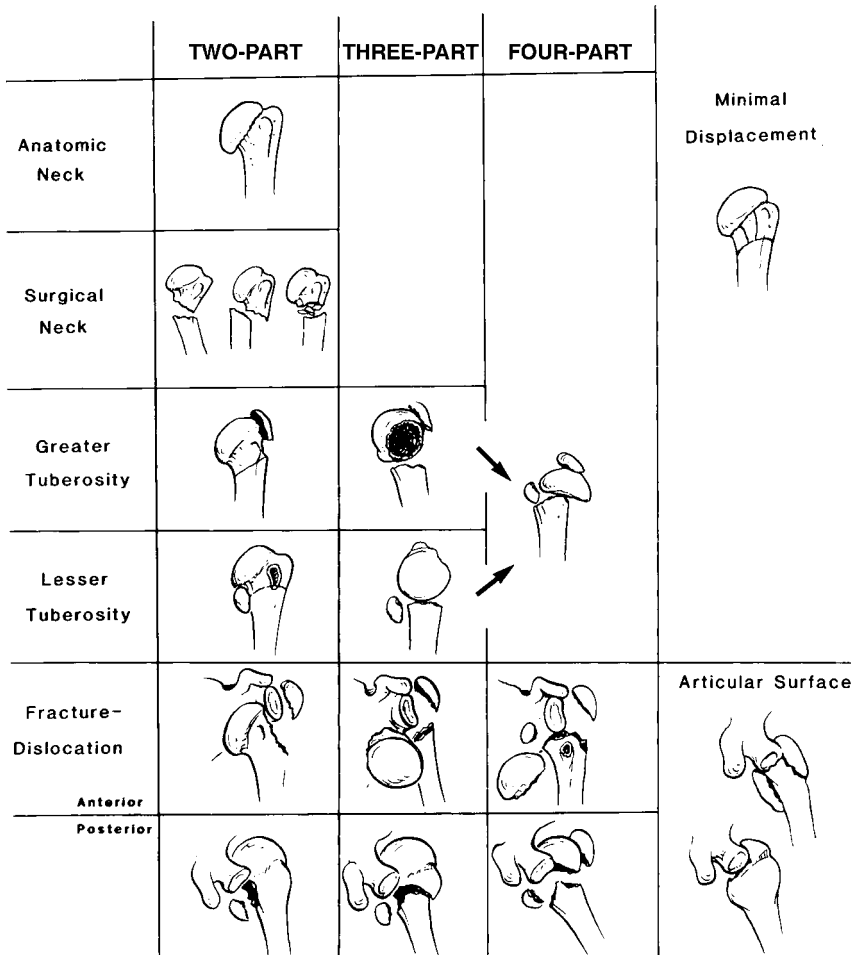 TWO-PART THREE-PART FOUR-PART
Minimal
Displacement
Anatomic
Neck
Surgical
Neck
Greater
Tuberosity
Lesser
Tuberosity
Articular Surface
Fracture-
Dislocation
Anterior
Posterior